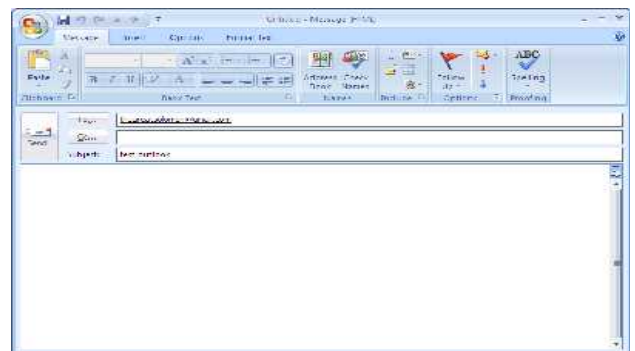 Untitled - Message (HTML)
Message Insert Options Format Text
Paste
Address Book Check Names
Follow Up
ABC
Spelling
Clipboard Basic Text Names Include Options Proofing
To...
Cc...
Send
Subject: test outlook